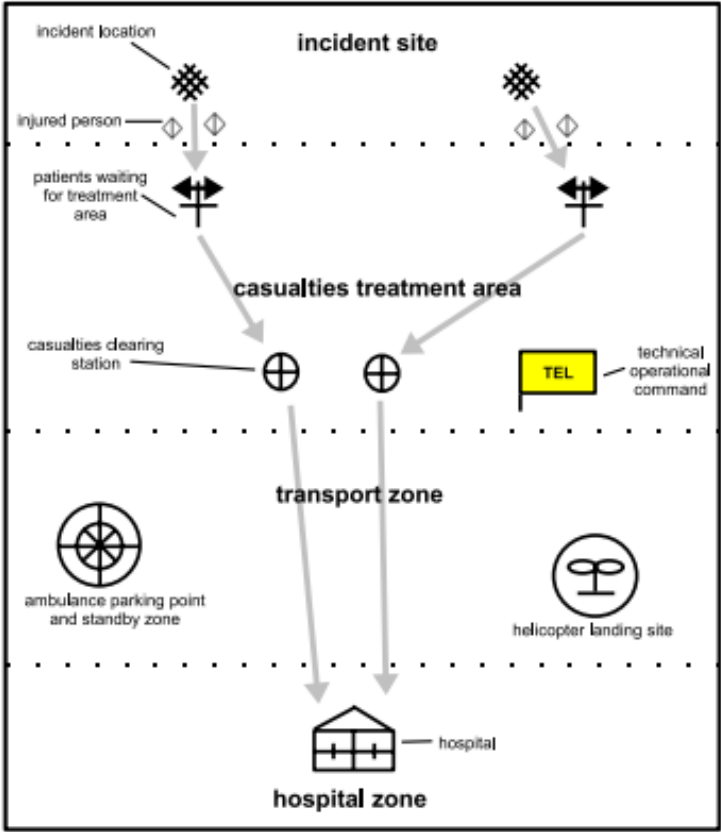 incident location
incident site
injured person
patients waiting
for treatment
area
casualties treatment area
casualties clearing
station
TEL
technical
operational
command
transport zone
ambulance parking point
and standby zone
helicopter landing site
hospital
hospital zone